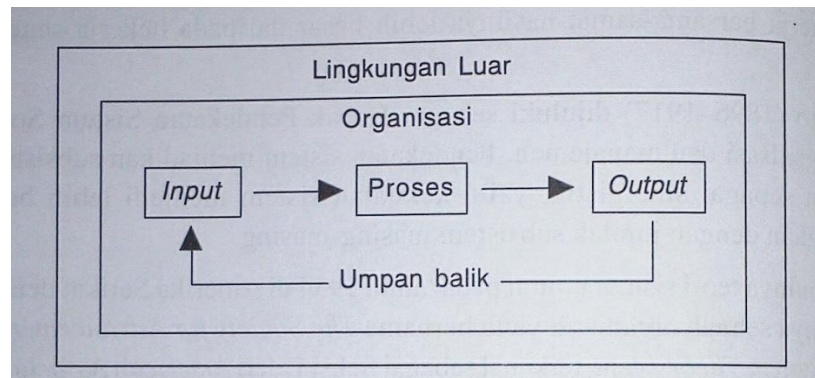 Lingkungan Luar
Organisasi
Input Proses Output
Umpan balik